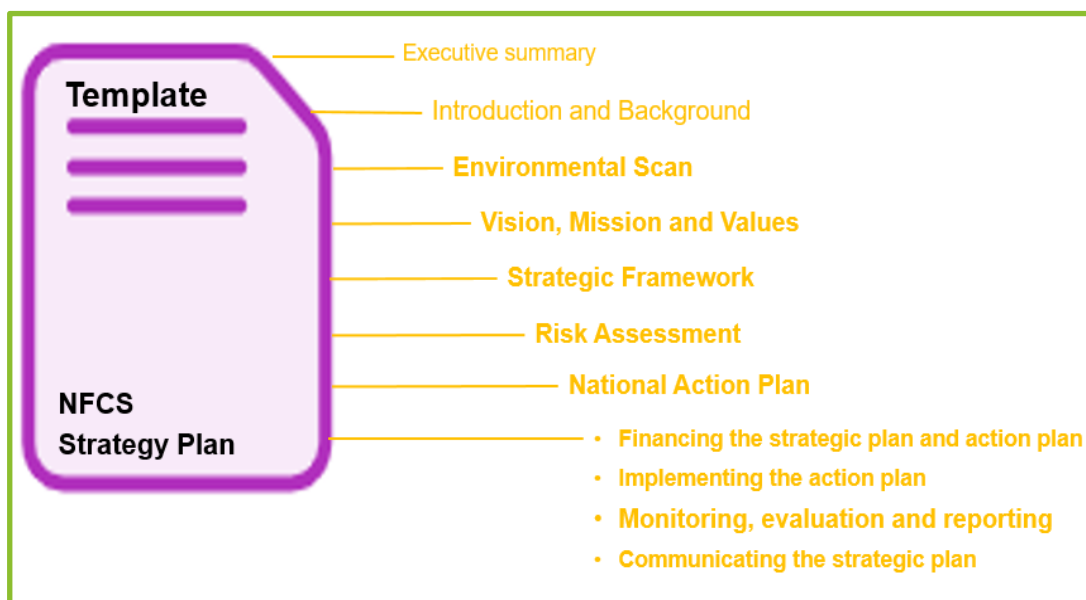 Executive summary
Template
Introduction and Background
Environmental Scan
Vision, Mission and Values
Strategic Framework
Risk Assessment
National Action Plan
NFCS
Strategy Plan
• Financing the strategic plan and action plan
• Implementing the action plan
• Monitoring, evaluation and reporting
• Communicating the strategic plan